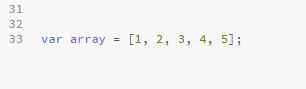 31
32
33 var array = [1, 2, 3, 4, 5];